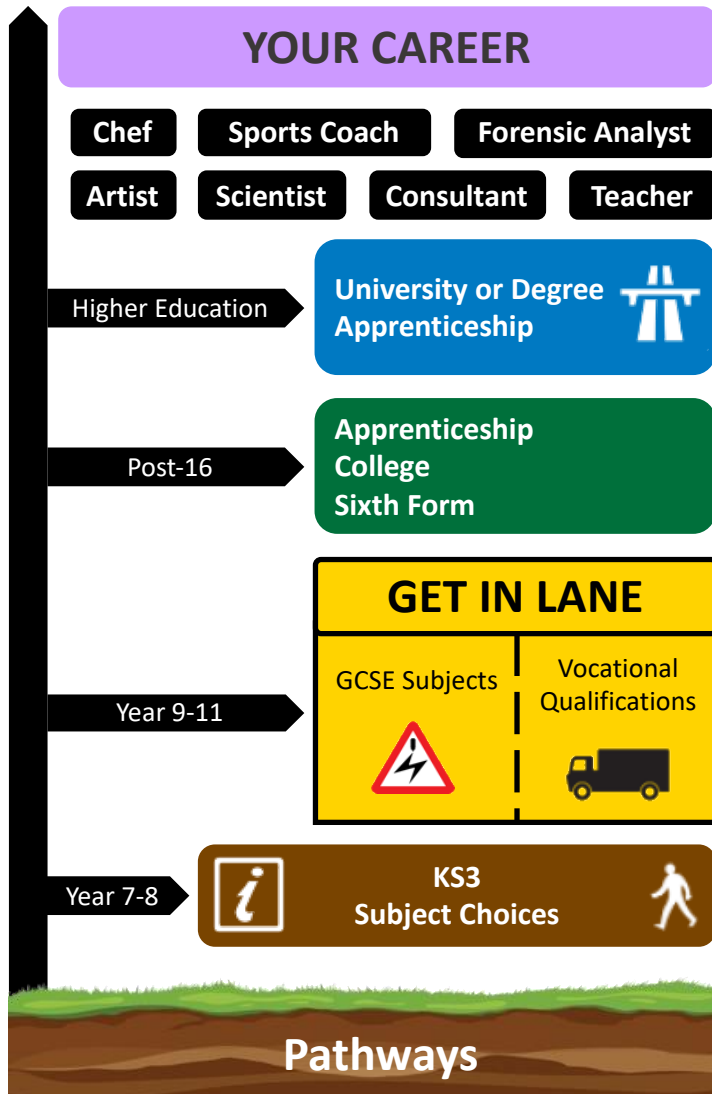 YOUR CAREER
Chef
Sports Coach
Forensic Analyst
Artist
Scientist
Consultant
Teacher
Higher Education
University or Degree
Apprenticeship
Post-16
Apprenticeship
College
Sixth Form
GET IN LANE
Year 9-11
GCSE Subjects
Vocational
Qualifications
Year 7-8
i
KS3
Subject Choices
Pathways